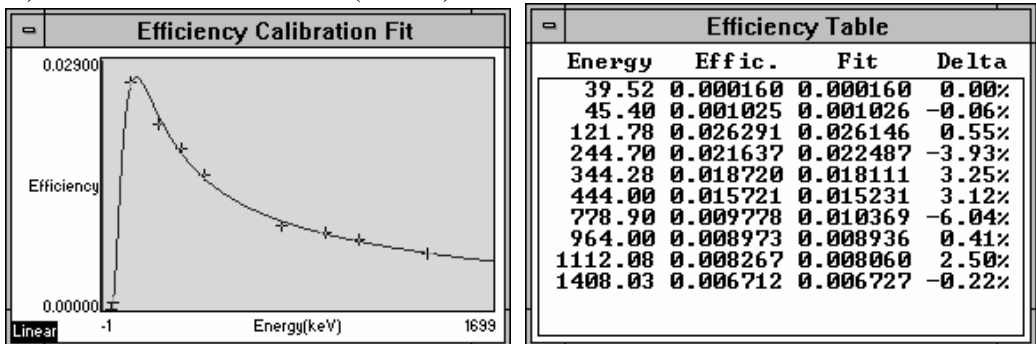 Efficiency Calibration Fit
0.02900
Efficiency
0.00000
Linear
-1 Energy(keV) 1699
Efficiency Table
Energy Effic. Fit Delta
39.52 0.000160 0.000160 0.00%
45.40 0.001025 0.001026 -0.06%
121.78 0.026291 0.026146 0.55%
244.70 0.021637 0.022487 -3.93%
344.28 0.018720 0.018111 3.25%
444.00 0.015721 0.015231 3.12%
778.90 0.009778 0.010369 -6.04%
964.00 0.008973 0.008936 0.41%
1112.08 0.008267 0.008060 2.50%
1408.03 0.006712 0.006727 -0.22%